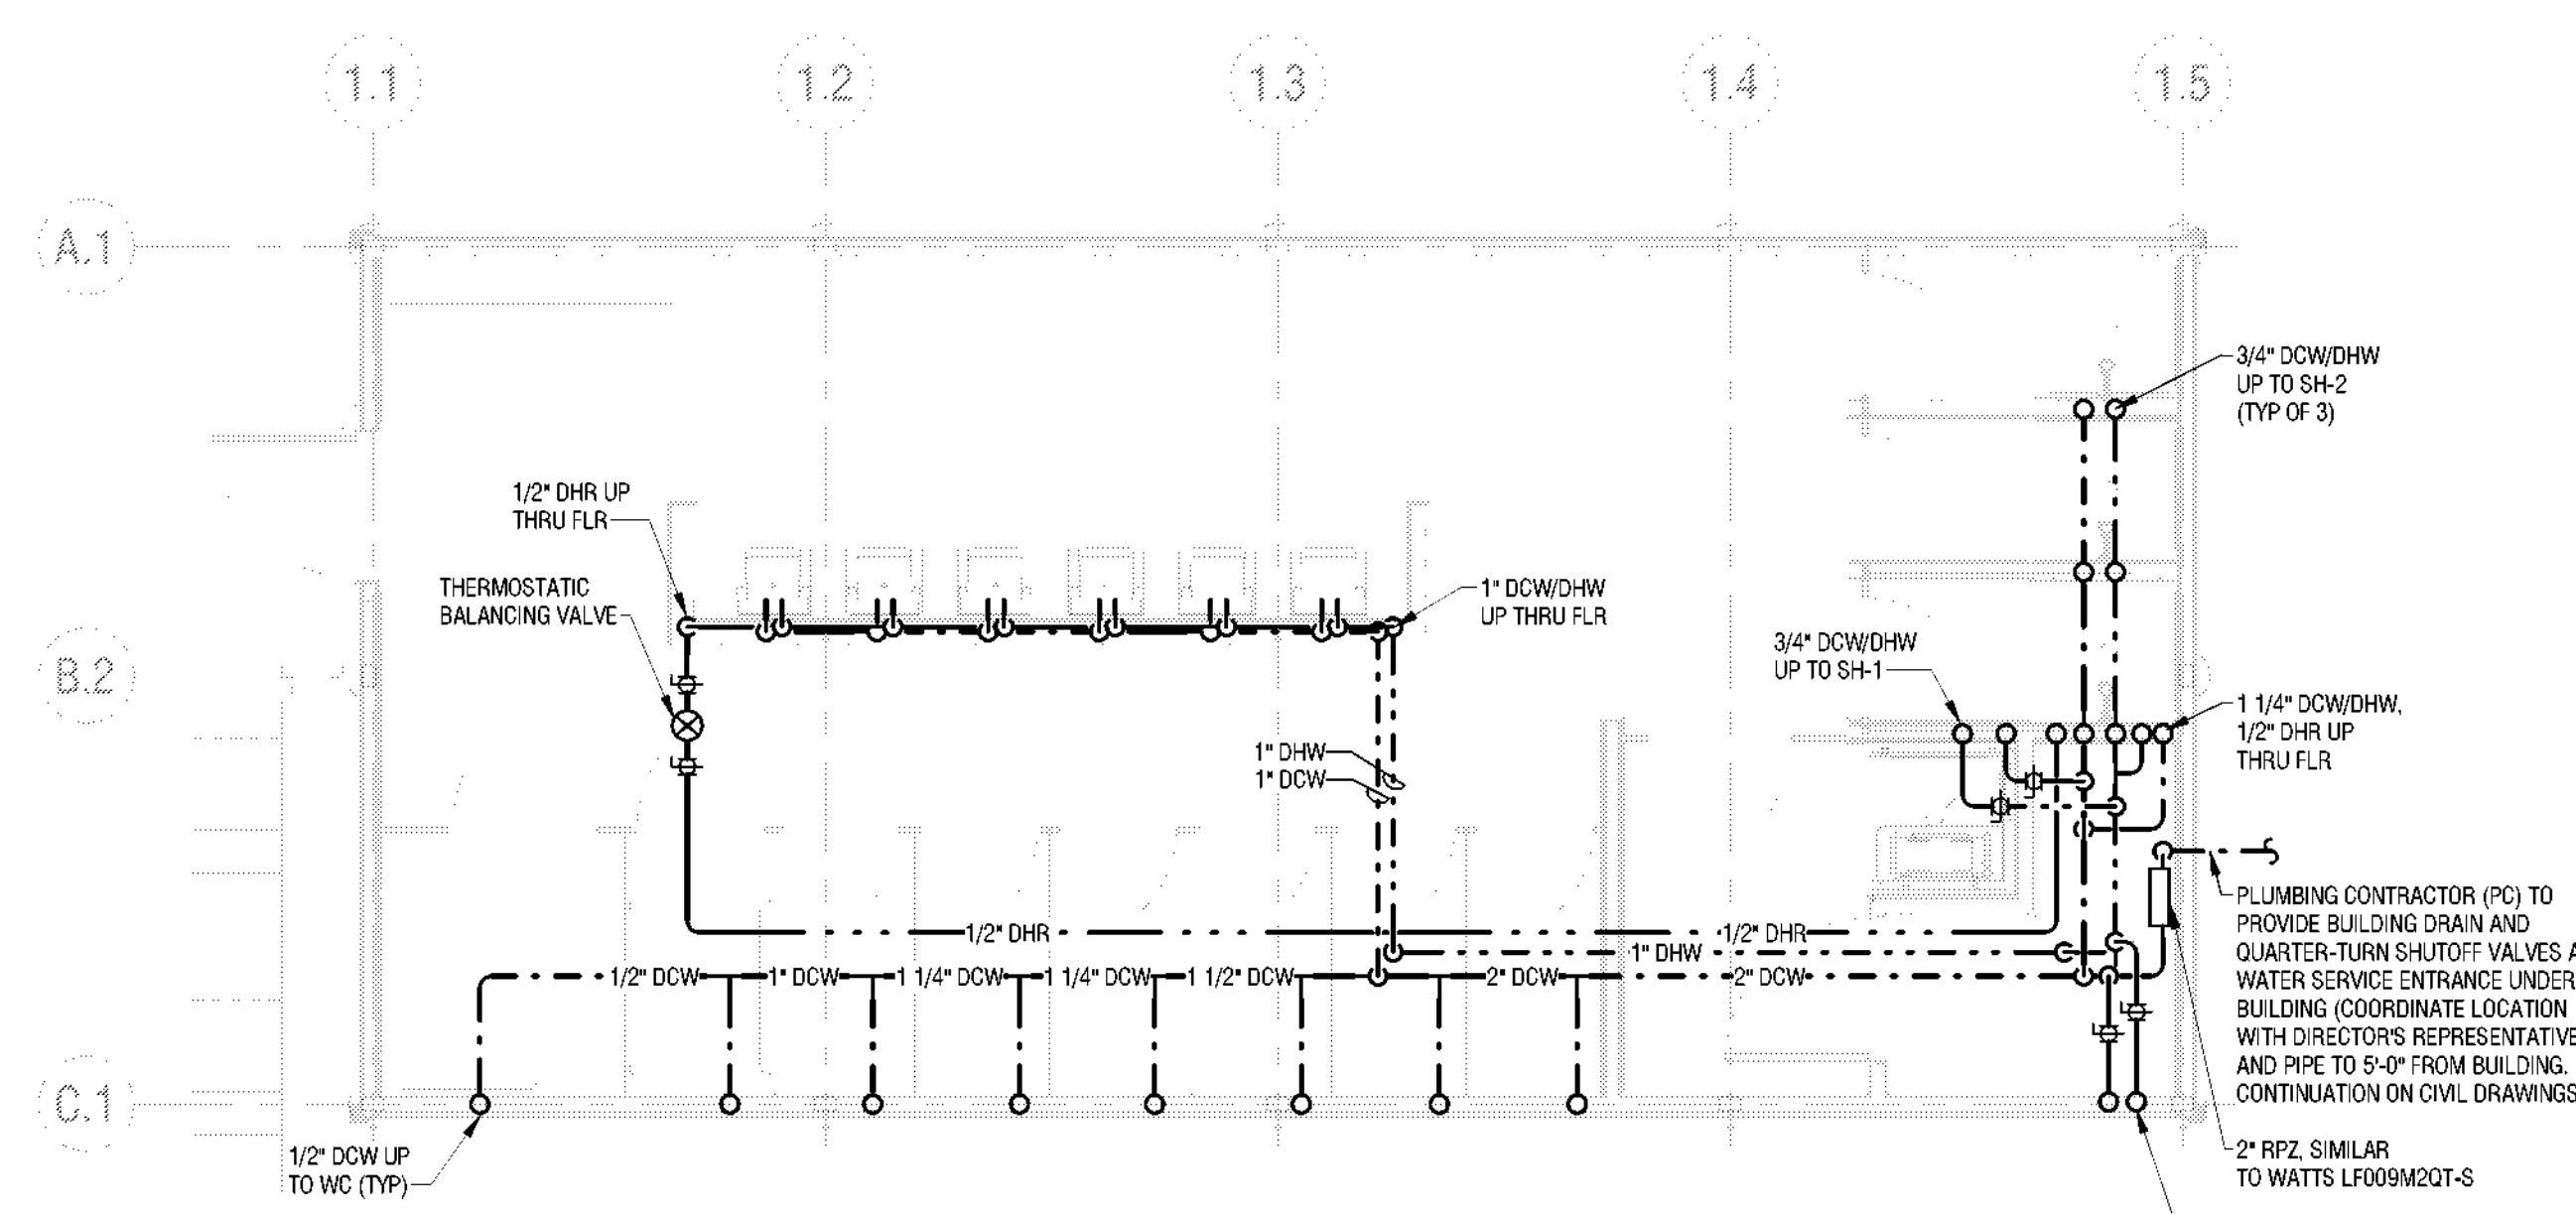 1.1
1.2
1.3
1.4
1.5
A.1
3/4" DCW/DHW
UP TO SH-2
(TYP OF 3)
1/2" DHR UP
THRU FLR
THERMOSTATIC
BALANCING VALVE
1" DCW/DHW
UP THRU FLR
3/4" DCW/DHW
UP TO SH-1
B.2
1 1/4" DCW/DHW,
1/2" DHR UP
THRU FLR
1" DHW
1" DCW
PLUMBING CONTRACTOR (PC) TO
PROVIDE BUILDING DRAIN AND
QUARTER-TURN SHUTOFF VALVES A
WATER SERVICE ENTRANCE UNDER
BUILDING (COORDINATE LOCATION
WITH DIRECTOR'S REPRESENTATIVE
AND PIPE TO 5'-0" FROM BUILDING.
CONTINUATION ON CIVIL DRAWINGS
1/2" DHR
1/2" DHR
1" DHW
1/2" DCW
1" DCW
1 1/4" DCW
1 1/4" DCW
1 1/2" DCW
2" DCW
2" DCW
C.1
1/2" DCW UP
TO WC (TYP)
2" RPZ, SIMILAR
TO WATTS LF009M2QT-S